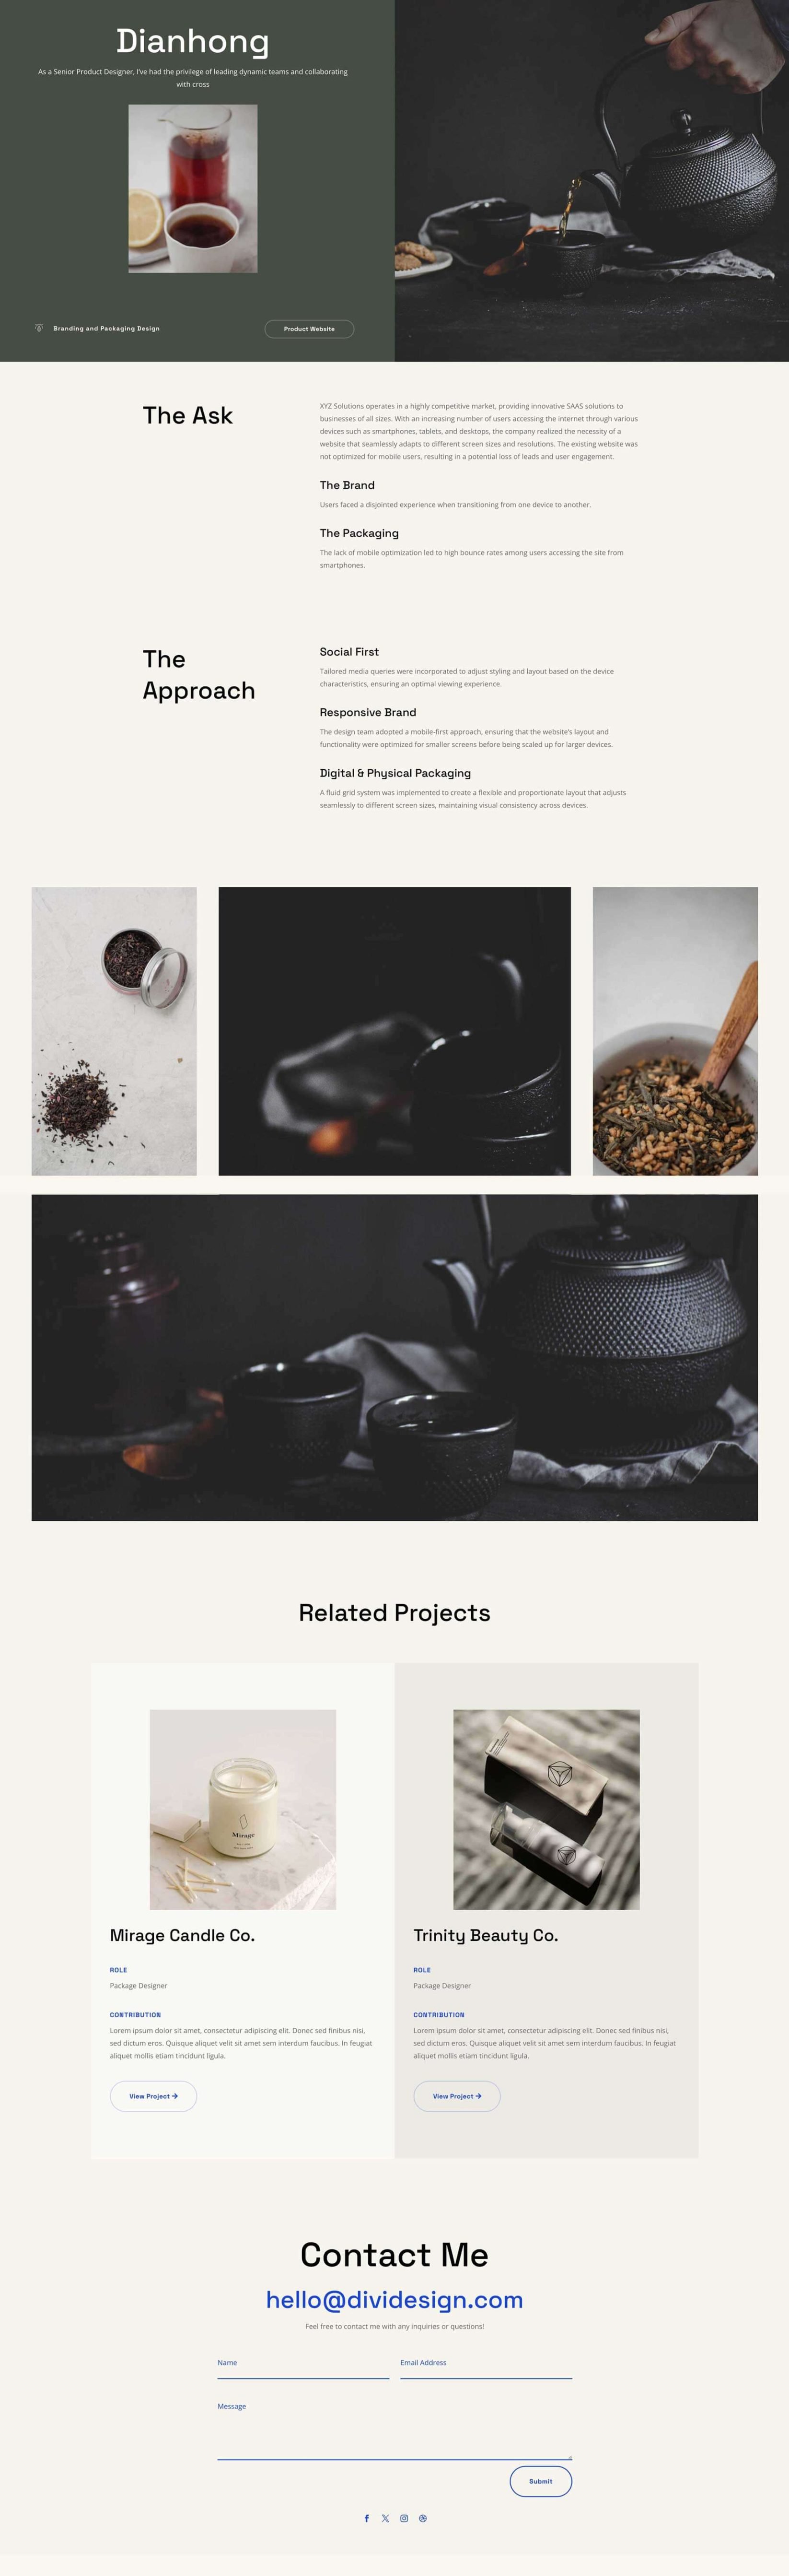 Dianhong
As a Senior Product Designer, I've had the privilege of leading dynamic teams and collaborating
with cross
Branding and Packaging Design
Product Website
The Ask
XYZ Solutions operates in a highly competitive market, providing innovative SAAS solutions to
businesses of all sizes. With an increasing number of users accessing the internet through various
devices such as smartphones, tablets, and desktops, the company realized the necessity of a
website that seamlessly adapts to different screen sizes and resolutions. The existing website was
not optimized for mobile users, resulting in a potential loss of leads and user engagement.
The Brand
Users faced a disjointed experience when transitioning from one device to another.
The Packaging
The lack of mobile optimization led to high bounce rates among users accessing the site from
smartphones.
The
Approach
Social First
Tailored media queries were incorporated to adjust styling and layout based on the device
characteristics, ensuring an optimal viewing experience.
Responsive Brand
The design team adopted a mobile-first approach, ensuring that the website's layout and
functionality were optimized for smaller screens before being scaled up for larger devices.
Digital & Physical Packaging
A fluid grid system was implemented to create a flexible and proportionate layout that adjusts
seamlessly to different screen sizes, maintaining visual consistency across devices.
Related Projects
Mirage
Mirage Candle Co.
ROLE
Package Designer
CONTRIBUTION
Lorem ipsum dolor sit amet, consectetur adipiscing elit. Donec sed finibus nisi,
sed dictum eros. Quisque aliquet velit sit amet sem interdum faucibus. In feugiat
aliquet mollis etiam tincidunt ligula.
View Project →
Trinity Beauty Co.
ROLE
Package Designer
CONTRIBUTION
Lorem ipsum dolor sit amet, consectetur adipiscing elit. Donec sed finibus nisi,
sed dictum eros. Quisque aliquet velit sit amet sem interdum faucibus. In feugiat
aliquet mollis etiam tincidunt ligula.
View Project →
Contact Me
hello@dividesign.com
Feel free to contact me with any inquiries or questions!
Name
Email Address
Message
Submit